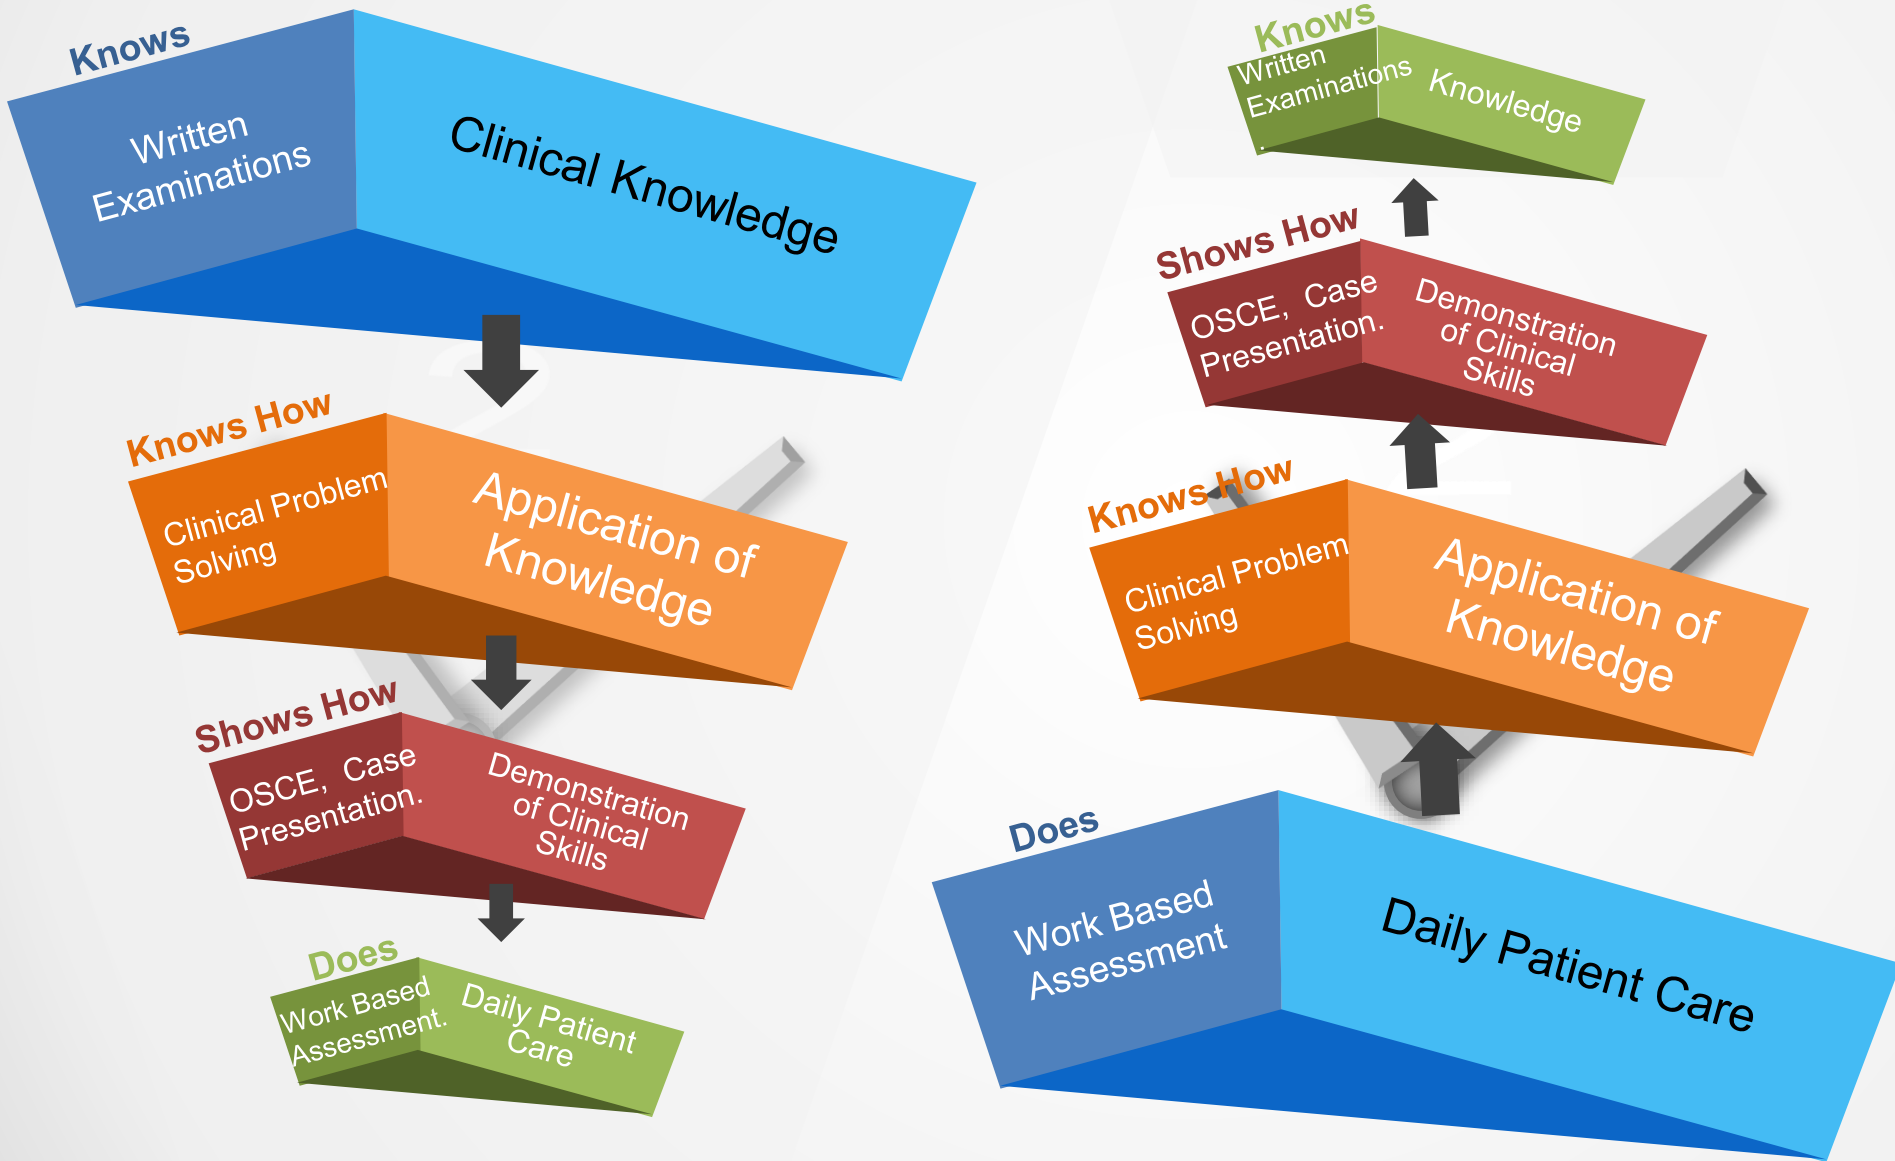 Knows
Written
Examinations
Clinical Knowledge
Knows How
Clinical Problem
Solving
Application of
Knowledge
Shows How
OSCE, Case
Presentation.
Demonstration
of Clinical
Skills
Does
Work Based
Assessment.
Daily Patient
Care
Knows
Written
Examinations
.
Knowledge
Shows How
OSCE, Case
Presentation.
Demonstration
of Clinical
Skills
Knows How
Clinical Problem
Solving
Application of
Knowledge
Does
Work Based
Assessment
Daily Patient Care